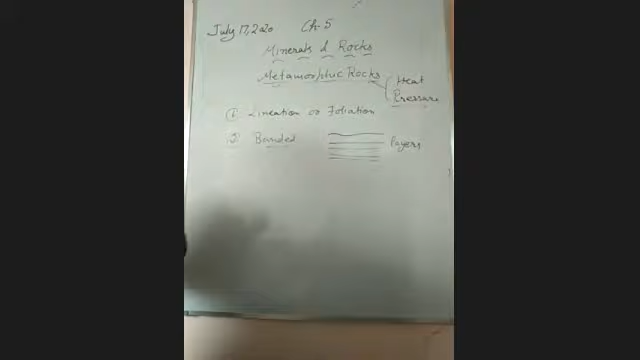 July 17, 2020 Ch 5
Minerals & Rocks
Metamorphic Rocks
Heat
Pressure
① Lineation or Foliation
② Banded layers